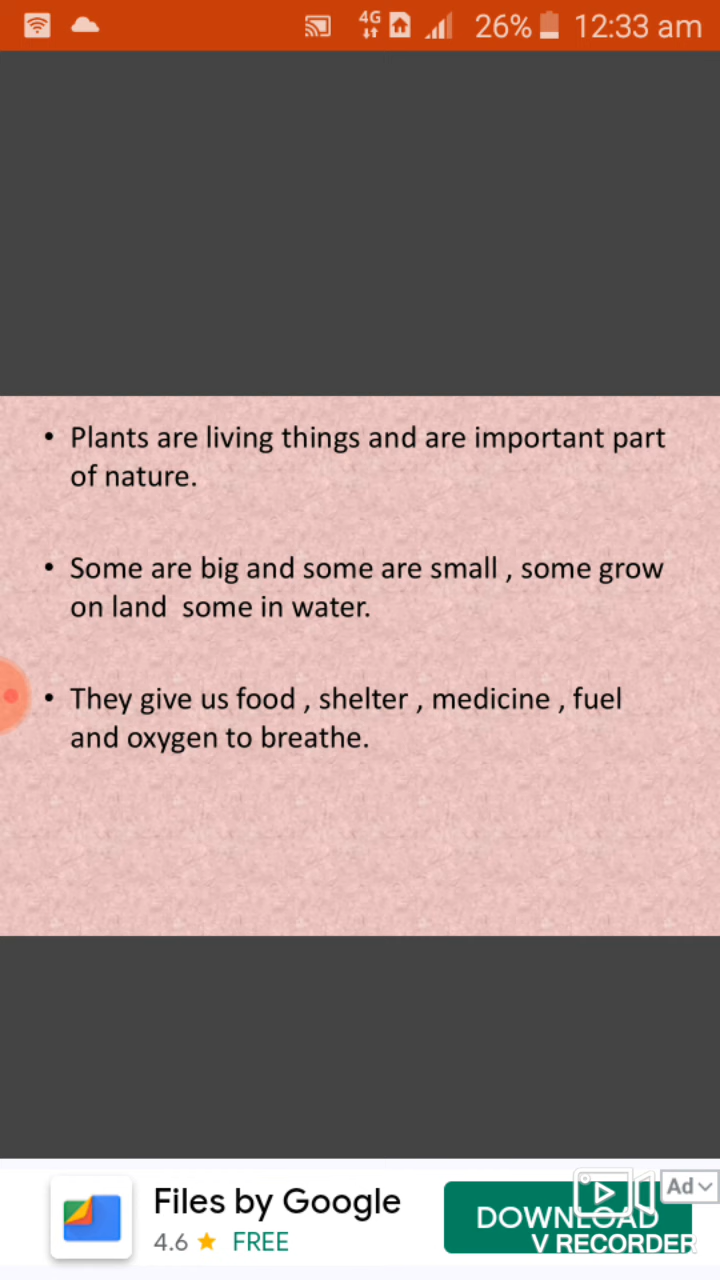 4G 26% 12:33 am
• Plants are living things and are important part
of nature.
• Some are big and some are small , some grow
on land  some in water.
• They give us food , shelter , medicine , fuel
and oxygen to breathe.
Files by Google
4.6 ★ FREE
DOWNLOAD
Ad
V RECORDER